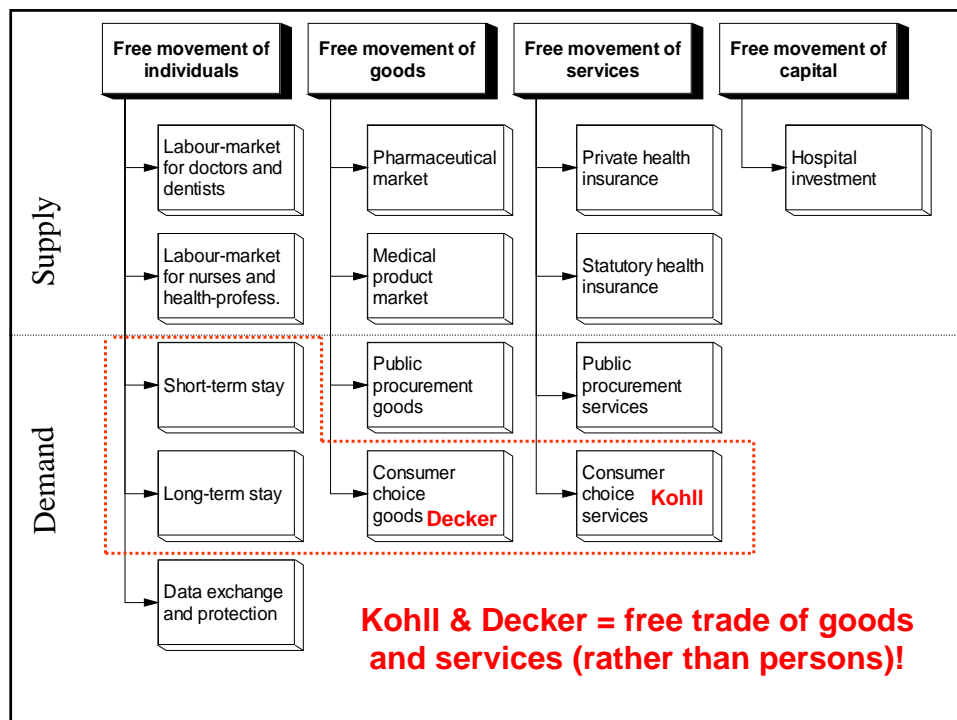 Free movement of
individuals
Free movement of
goods
Free movement of
services
Free movement of
capital
Supply
Labour-market
for doctors and
dentists
Pharmaceutical
market
Private health
insurance
Hospital
investment
Labour-market
for nurses and
health-profess.
Medical
product
market
Statutory health
insurance
Demand
Short-term stay
Public
procurement
goods
Public
procurement
services
Long-term stay
Consumer
choice
goods Decker
Consumer
choice
services Kohll
Data exchange
and protection
Kohll & Decker = free trade of goods
and services (rather than persons)!